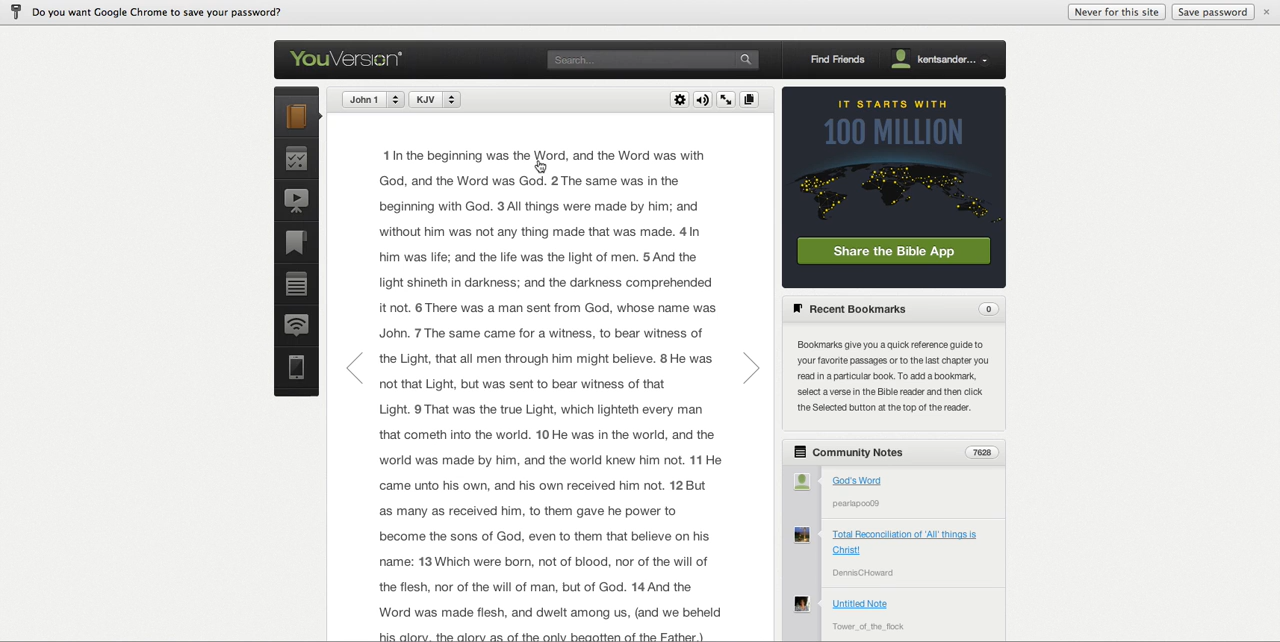 Do you want Google Chrome to save your password?
Never for this site
Save password
YouVersion®
Search...
Find Friends
kentsander...
John 1
KJV
1 In the beginning was the Word, and the Word was with
God, and the Word was God. 2 The same was in the
beginning with God. 3 All things were made by him; and
without him was not any thing made that was made. 4 In
him was life; and the life was the light of men. 5 And the
light shineth in darkness; and the darkness comprehended
it not. 6 There was a man sent from God, whose name was
John. 7 The same came for a witness, to bear witness of
the Light, that all men through him might believe. 8 He was
not that Light, but was sent to bear witness of that
Light. 9 That was the true Light, which lighteth every man
that cometh into the world. 10 He was in the world, and the
world was made by him, and the world knew him not. 11 He
came unto his own, and his own received him not. 12 But
as many as received him, to them gave he power to
become the sons of God, even to them that believe on his
name: 13 Which were born, not of blood, nor of the will of
the flesh, nor of the will of man, but of God. 14 And the
Word was made flesh, and dwelt among us, (and we beheld
his glory, the glory as of the only begotten of the Father,)
IT STARTS WITH
100 MILLION
Share the Bible App
Recent Bookmarks
0
Bookmarks give you a quick reference guide to
your favorite passages or to the last chapter you
read in a particular book. To add a bookmark,
select a verse in the Bible reader and then click
the Selected button at the top of the reader.
Community Notes
7628
God's Word
pearlapoo09
Total Reconciliation of 'All' things is
Christ!
DennisCHoward
Untitled Note
Tower_of_the_flock